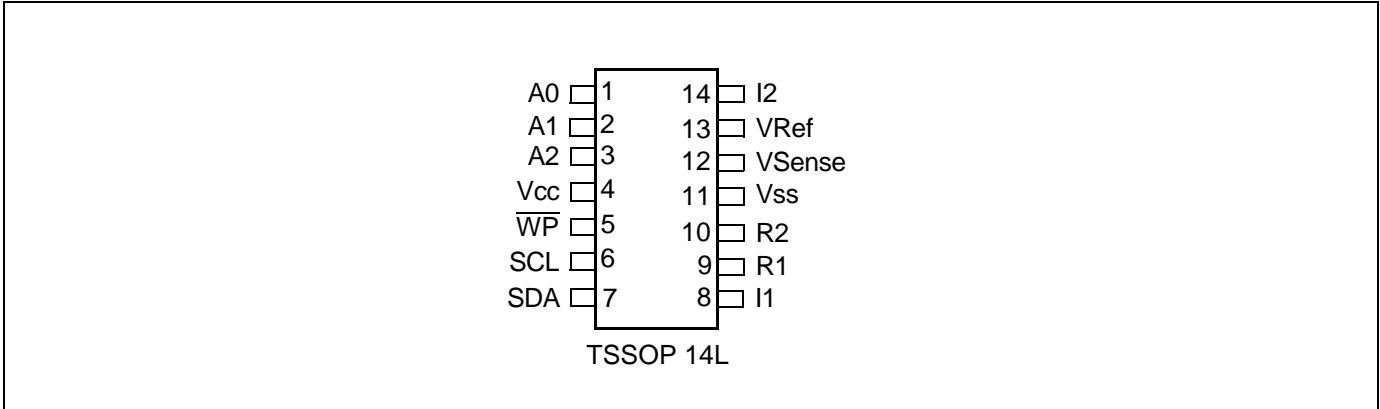 A0 1 14 I2
A1 2 13 VRef
A2 3 12 VSense
Vcc 4 11 Vss
W̅P̅ 5 10 R2
SCL 6 9 R1
SDA 7 8 I1
TSSOP 14L